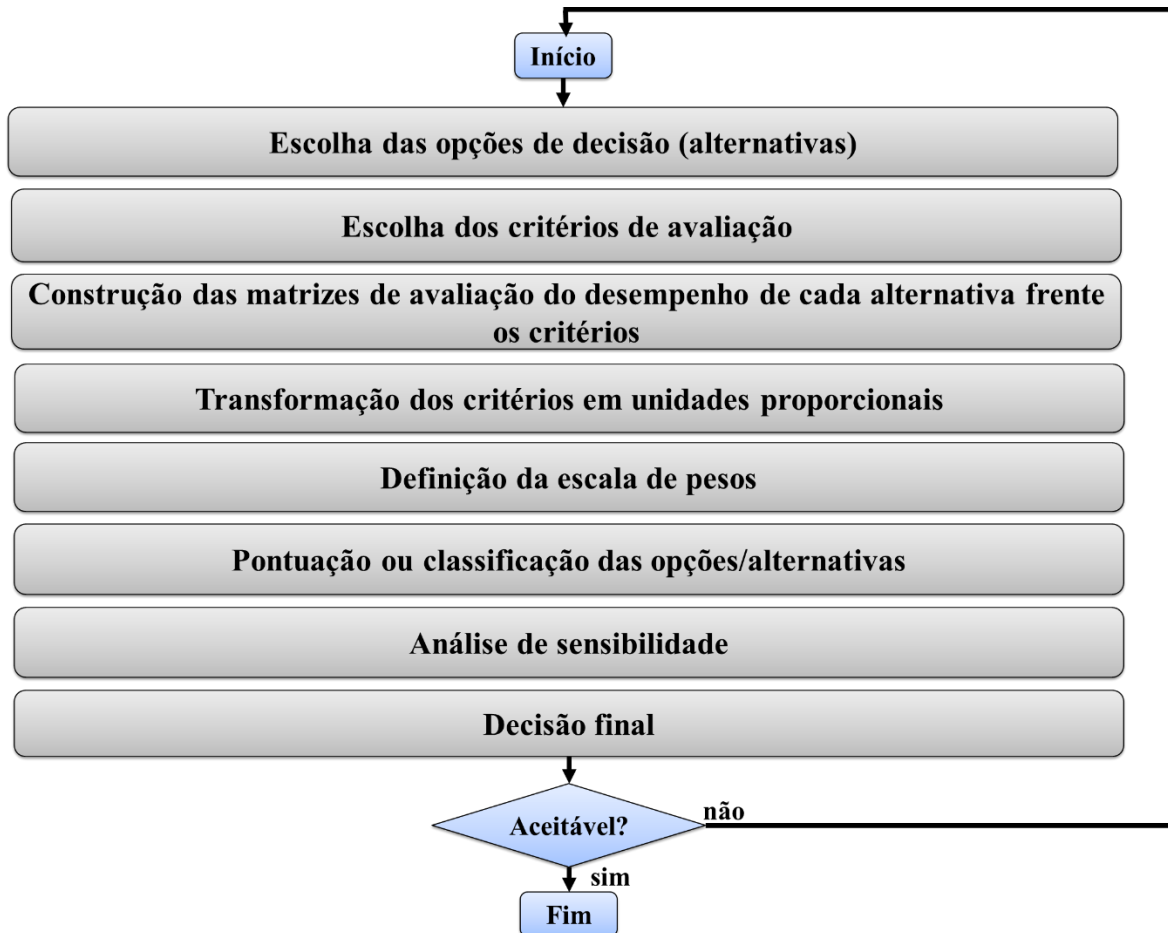 Início
Escolha das opções de decisão (alternativas)
Escolha dos critérios de avaliação
Construção das matrizes de avaliação do desempenho de cada alternativa frente
os critérios
Transformação dos critérios em unidades proporcionais
Definição da escala de pesos
Pontuação ou classificação das opções/alternativas
Análise de sensibilidade
Decisão final
Aceitável?
não
sim
Fim